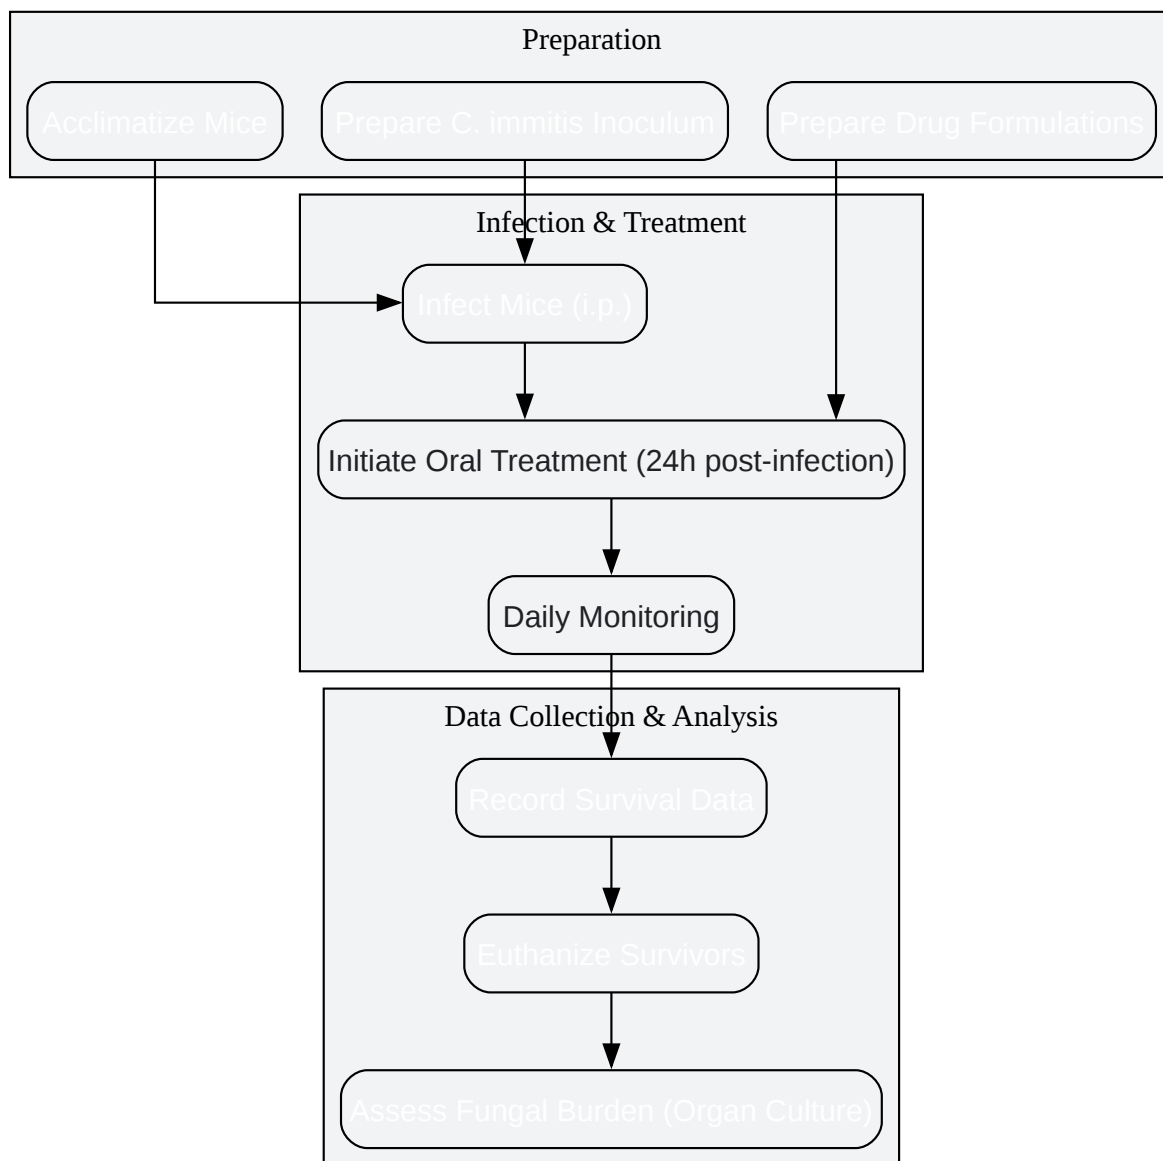 Preparation
Acclimatize Mice
Prepare C. immitis Inoculum
Prepare Drug Formulations
Infection & Treatment
Infect Mice (i.p.)
Initiate Oral Treatment (24h post-infection)
Daily Monitoring
Data Collection & Analysis
Record Survival Data
Euthanize Survivors
Assess Fungal Burden (Organ Culture)